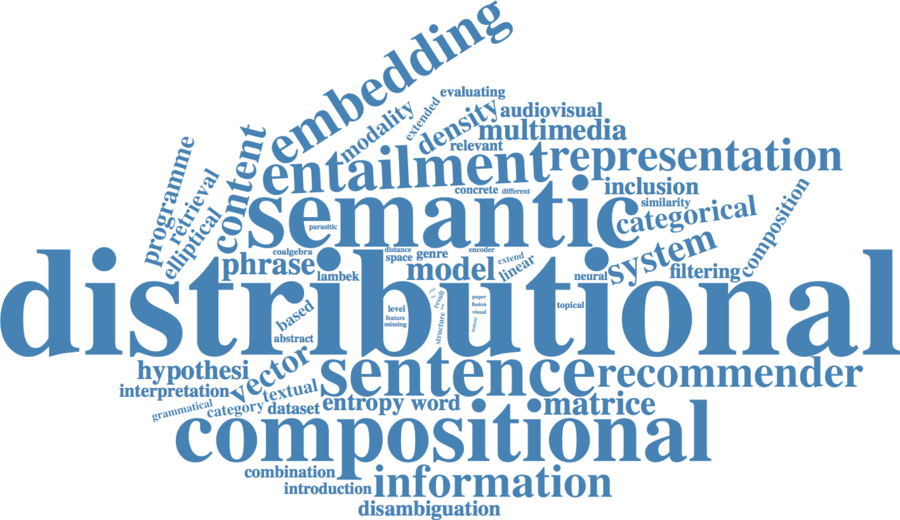 embedding
evaluating
extended
modality
density
audiovisual
multimedia
relevant
programme
retrieval
elliptical
content
entailment
representation
concrete
different
inclusion
similarity
semantic
parasitic
categorical
composition
system
filtering
coalgebra
phrase
lambek
distance
space
genre
encoder
model
extend
linear
neural
distributional
level
feature
missing
result
structure
paper
fusion
visual
topical
based
abstract
hypothesi
interpretation
vector
textual
grammatical
category
dataset
sentence
recommender
entropy
word
matrice
compositional
combination
introduction
information
disambiguation